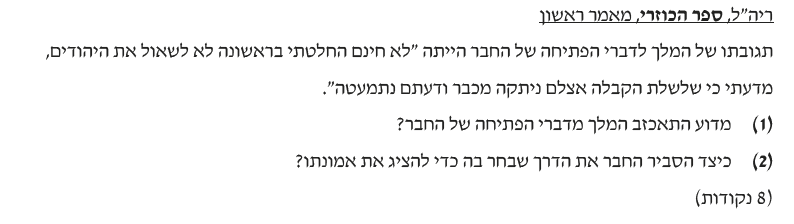 ריה"ל, ספר הכוזרי, מאמר ראשון
תגובתו של המלך לדברי הפתיחה של החבר הייתה "לא חינם החלטתי בראשונה לא לשאול את היהודים,
מדעתי כי שלשלת הקבלה אצלם ניתקה מכבר ודעתם נתמעטה".
(1) מדוע התאכזב המלך מדברי הפתיחה של החבר?
(2) כיצד הסביר החבר את הדרך שבחר בה כדי להציג את אמונתו?
(8 נקודות)